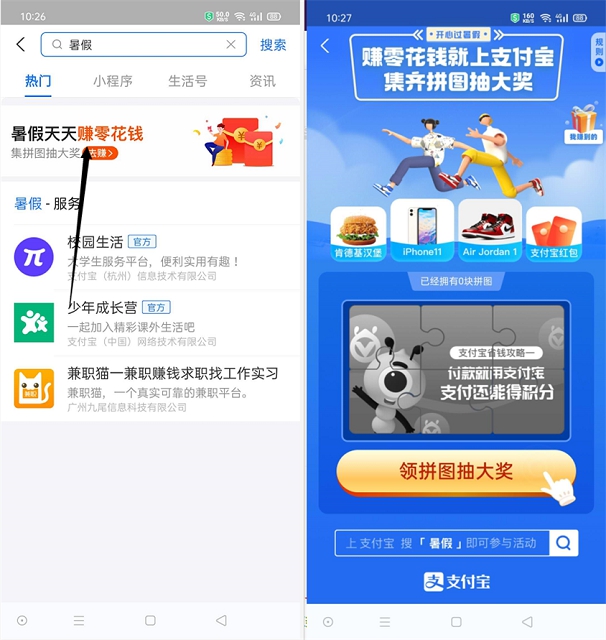 10:26
50.0
KB/S
4G
暑假
搜索
热门
小程序
生活号
资讯
暑假天天赚零花钱
集拼图抽大奖
去赚
暑假 - 服务
校园生活 官方
大学生服务平台，便利实用有趣！
支付宝（杭州）信息技术有限公司
少年成长营 官方
一起加入精彩课外生活吧
支付宝（中国）网络技术有限公司
兼职猫一兼职赚钱求职找工作实习
兼职猫，一个真实可靠的兼职平台。
广州九尾信息科技有限公司
10:27
160
KB/S
4G
开心过暑假
规则
赚零花钱就上支付宝
集齐拼图抽大奖
我赚到的
肯德基汉堡
iPhone11
Air Jordan 1
支付宝红包
已经拥有0块拼图
支付宝省钱攻略一
付款就用支付宝
支付还能得积分
领拼图抽大奖
上 支付宝 搜「 暑假 」即可参与活动
支付宝